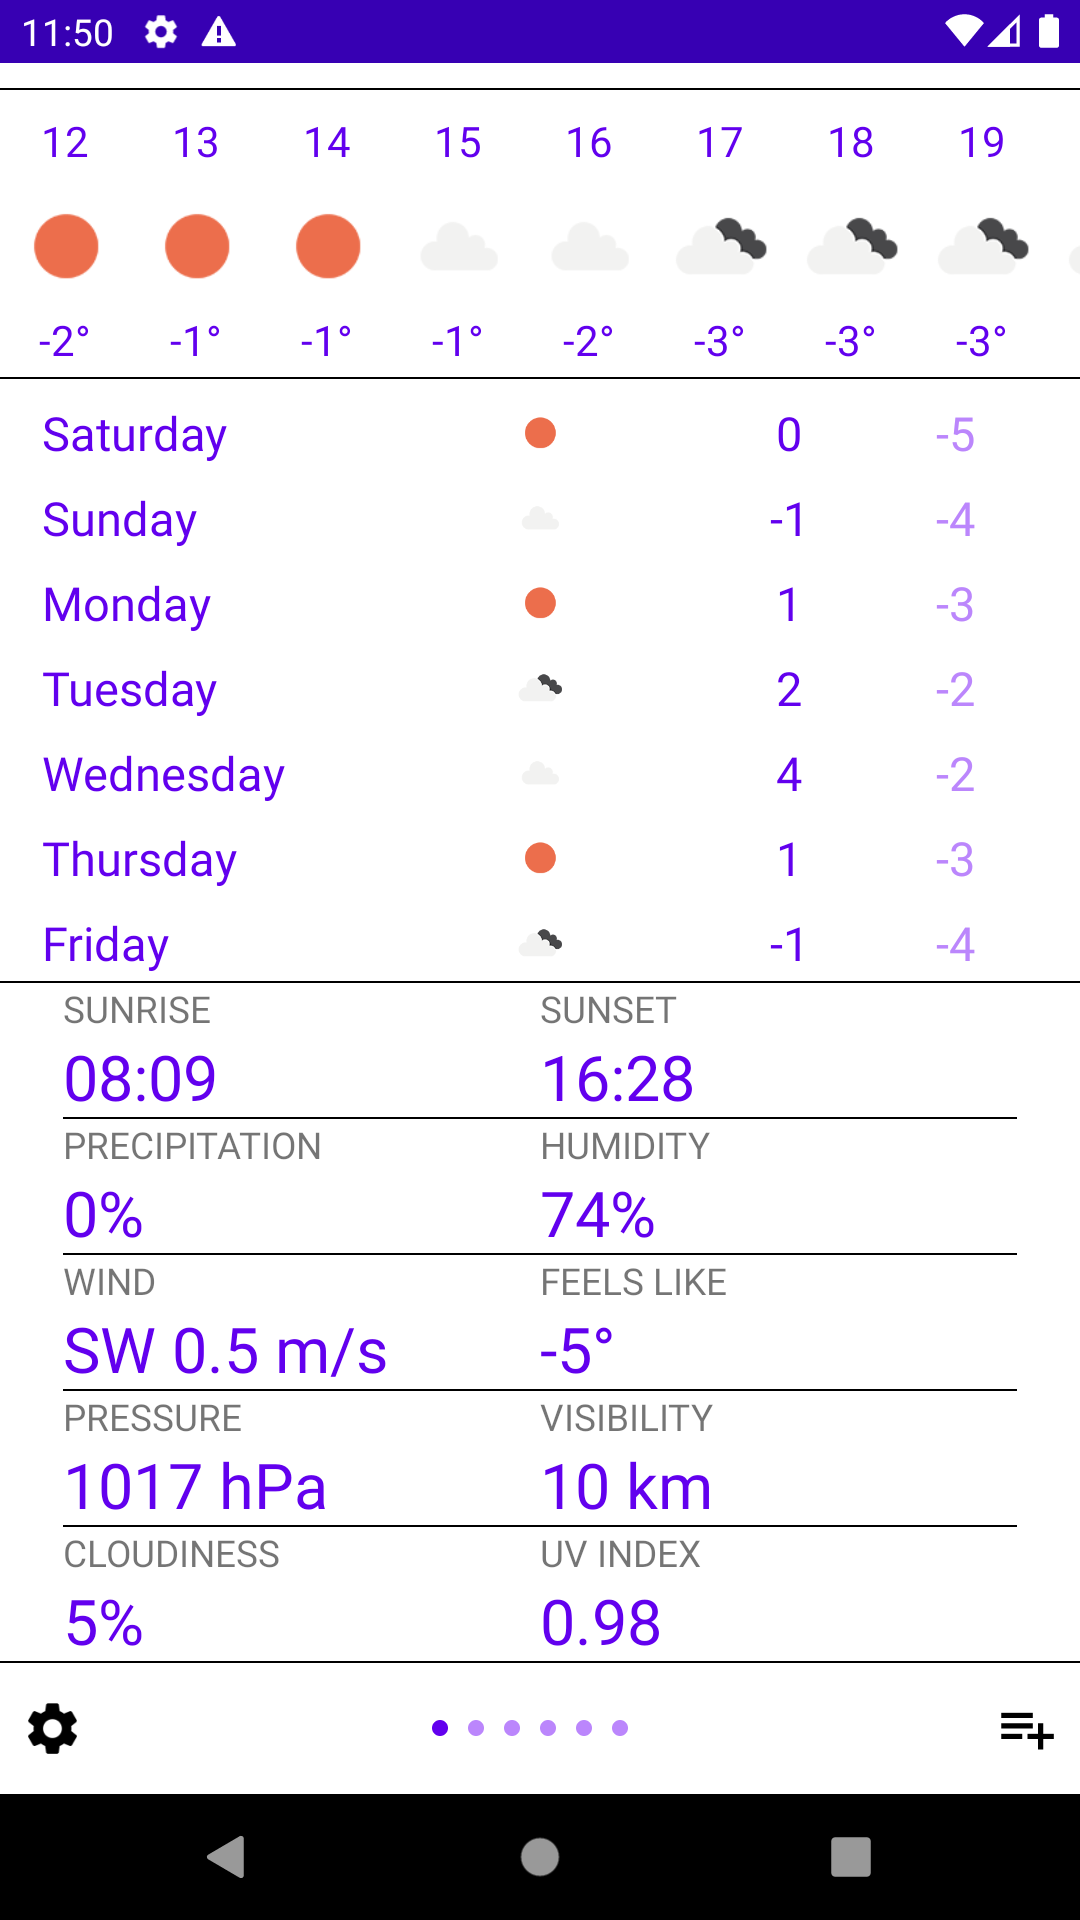 11:50
12 13 14 15 16 17 18 19
-2° -1° -1° -1° -2° -3° -3° -3°
Saturday 0 -5
Sunday -1 -4
Monday 1 -3
Tuesday 2 -2
Wednesday 4 -2
Thursday 1 -3
Friday -1 -4
SUNRISE SUNSET
08:09 16:28
PRECIPITATION HUMIDITY
0% 74%
WIND FEELS LIKE
SW 0.5 m/s -5°
PRESSURE VISIBILITY
1017 hPa 10 km
CLOUDINESS UV INDEX
5% 0.98